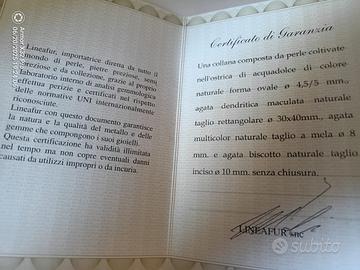 Lineafur, importatrice diretta da tutto il
mondo di perle, pietre preziose, semi
preziose e da collezione, grazie al proprio
laboratorio interno di analisi gemmologica
effettua perizie e certificati nel rispetto
delle normative UNI internazionalmente
riconosciute.
Lineafur con questo documento garantisce
la natura e la qualità del metallo e delle
gemme che compongono i suoi gioielli.
Questa certificazione ha validità illimitata
nel tempo ma non copre eventuali danni
causati da utilizzi impropri o da incuria.
Certificato di Garanzia
Una collana composta da perle coltivate
nell'ostrica di acquadolce di colore
naturale forma ovale ø 4,5/5 mm.,
agata dendritica maculata naturale
taglio rettangolare ø 30x40mm., agata
multicolor naturale taglio a mela ø 8
mm. e agata biscotto naturale taglio
inciso ø 10 mm. senza chiusura.
LINEAFUR snc
subito